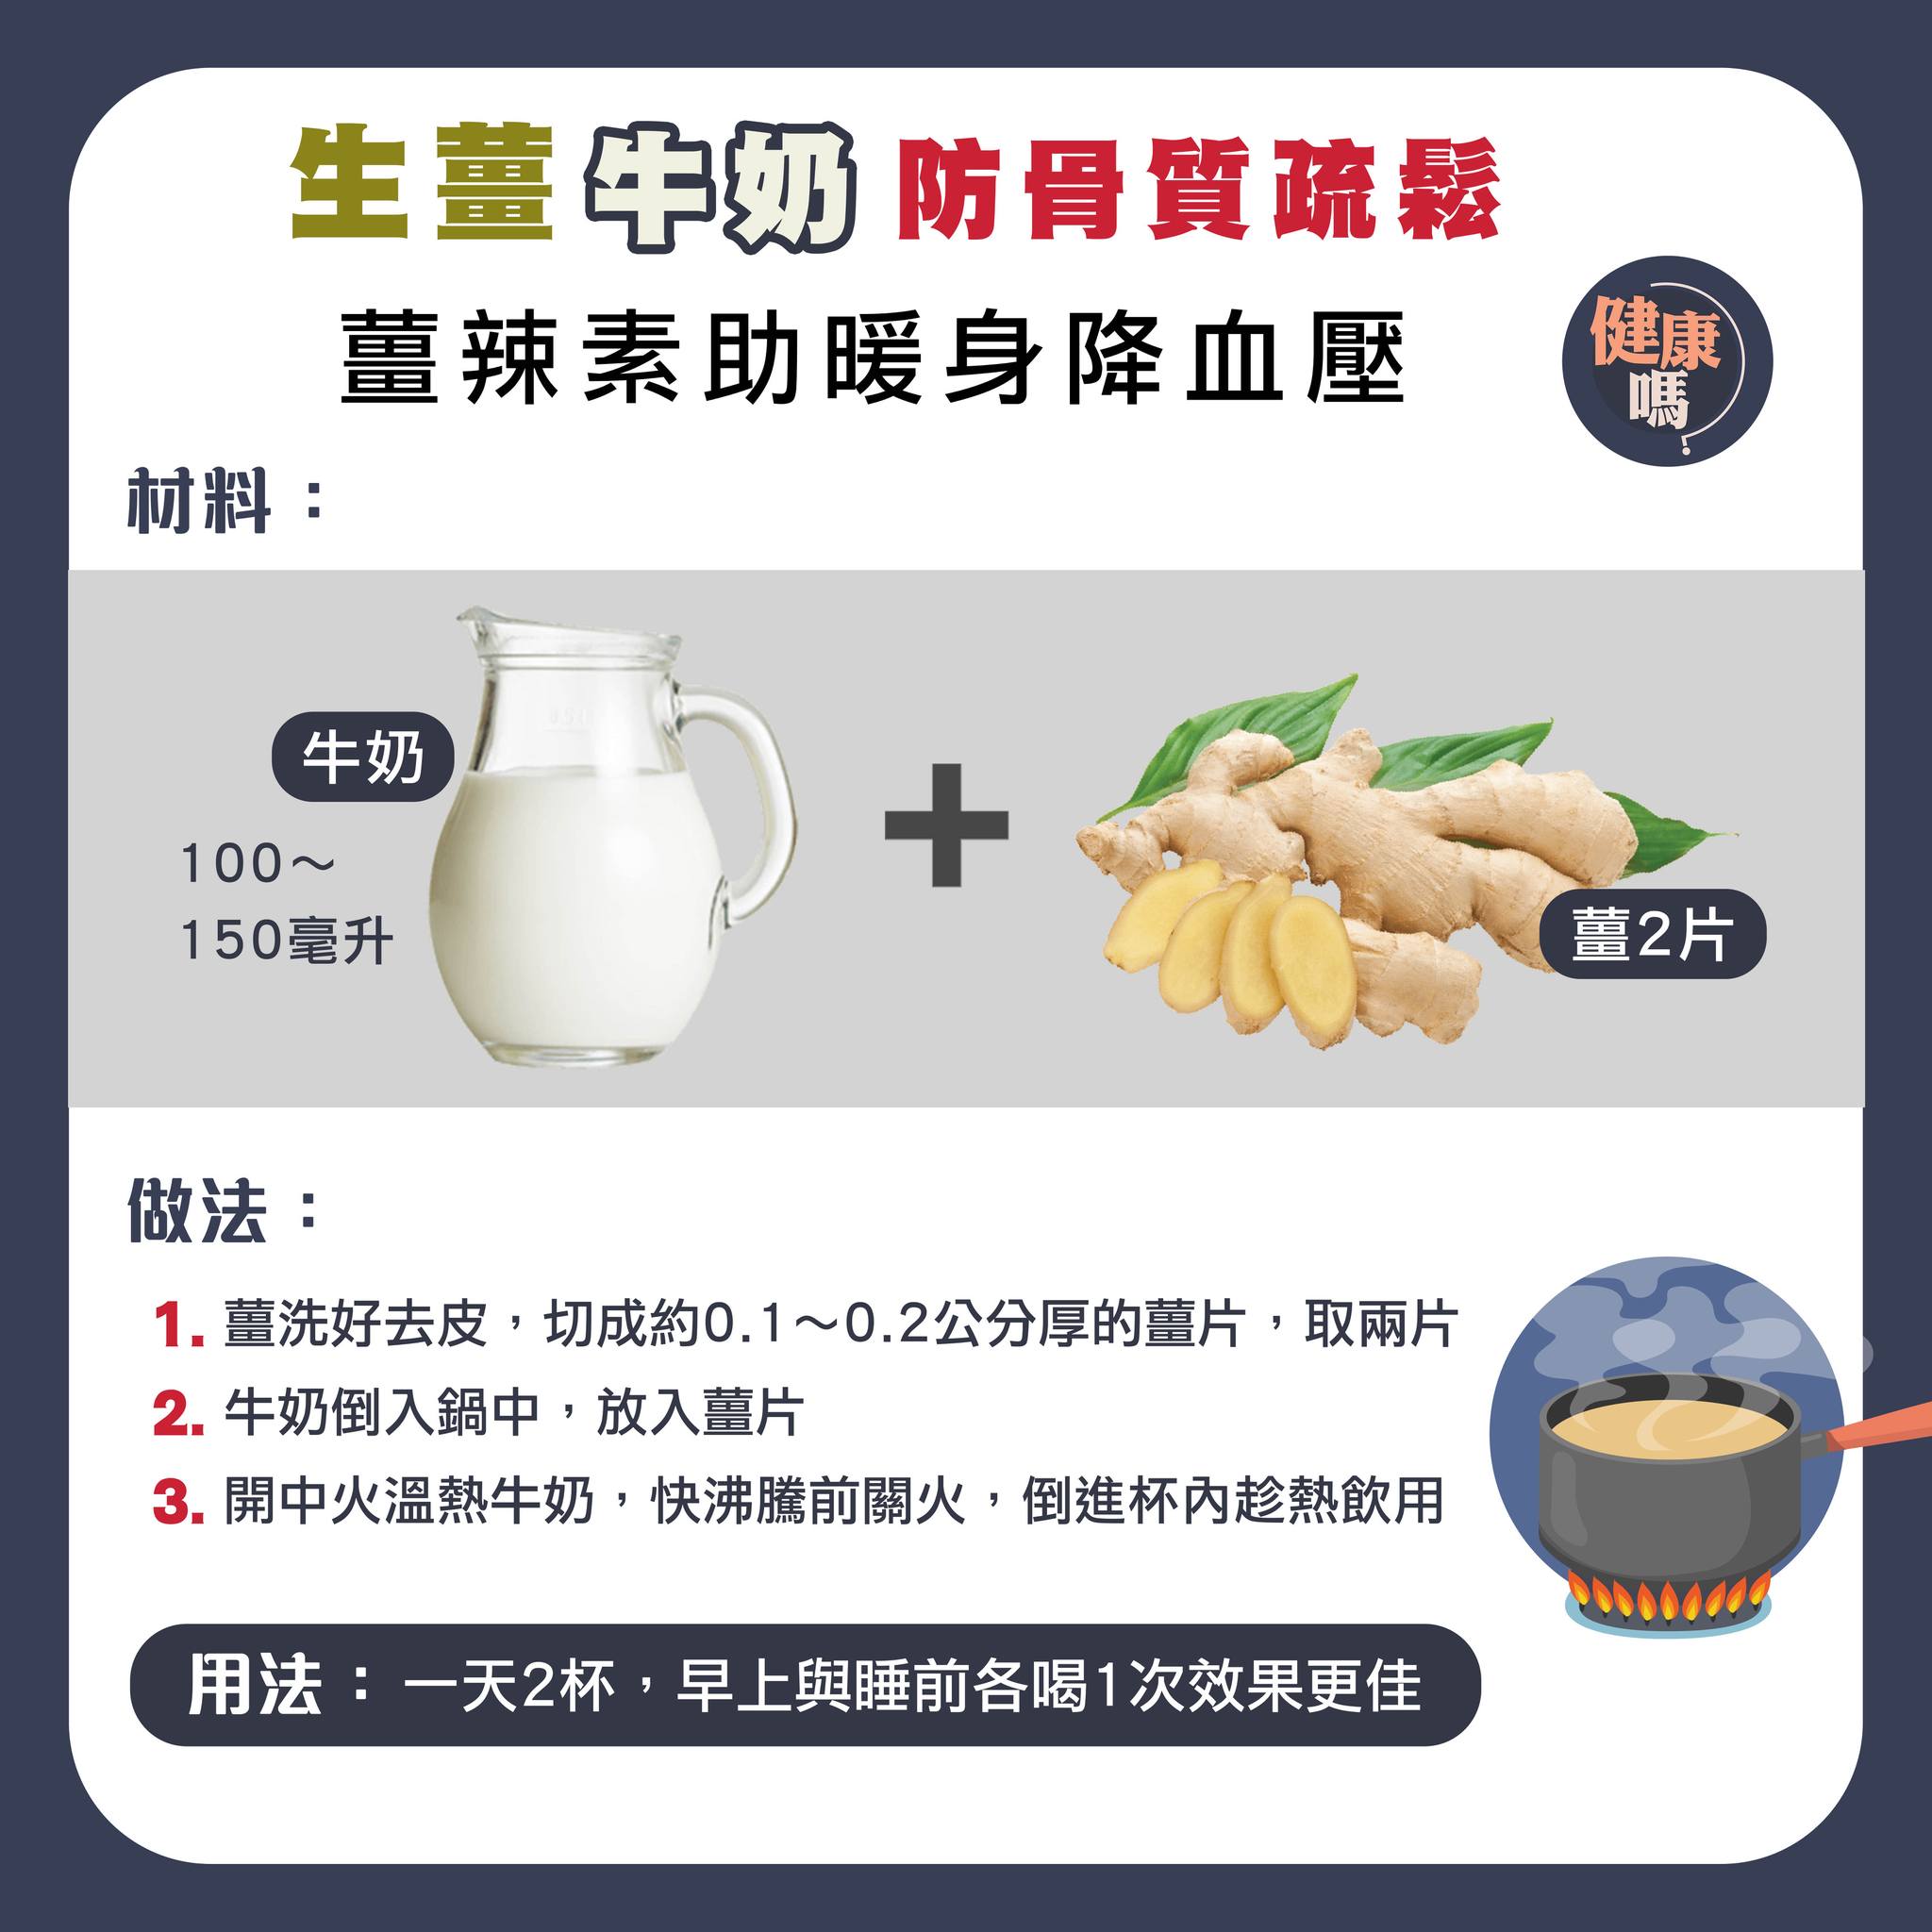 生薑牛奶 防骨質疏鬆
薑辣素助暖身降血壓
健康
嗎?
材料：
牛奶
100～
150毫升
+
薑2片
做法：
1. 薑洗好去皮，切成約0.1～0.2公分厚的薑片，取兩片
2. 牛奶倒入鍋中，放入薑片
3. 開中火溫熱牛奶，快沸騰前關火，倒進杯內趁熱飲用
用法：一天2杯，早上與睡前各喝1次效果更佳